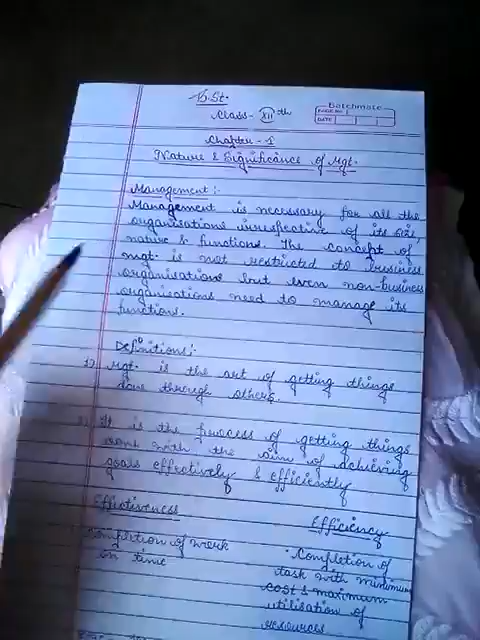 B.St.
Batchmate
Class- XIIth
PAGE NO.
DATE
Chapter - 1
Nature & Significance of Mgt.
Management :-
Management is necessary for all the
organisations irrespective of its size,
nature & functions. The concept of
mgt. is not restricted to business
organisations but even non-business
organisations need to manage its
functions.
Definitions:-
1) Mgt. is the art of getting things
done through others.
It is the process of getting things
done with the aim of achieving
goals effectively & efficiently
Effectiveness
Efficiency
Completion of work
on time
Completion of
task with minimum
cost & maximum
utilisation of
resources